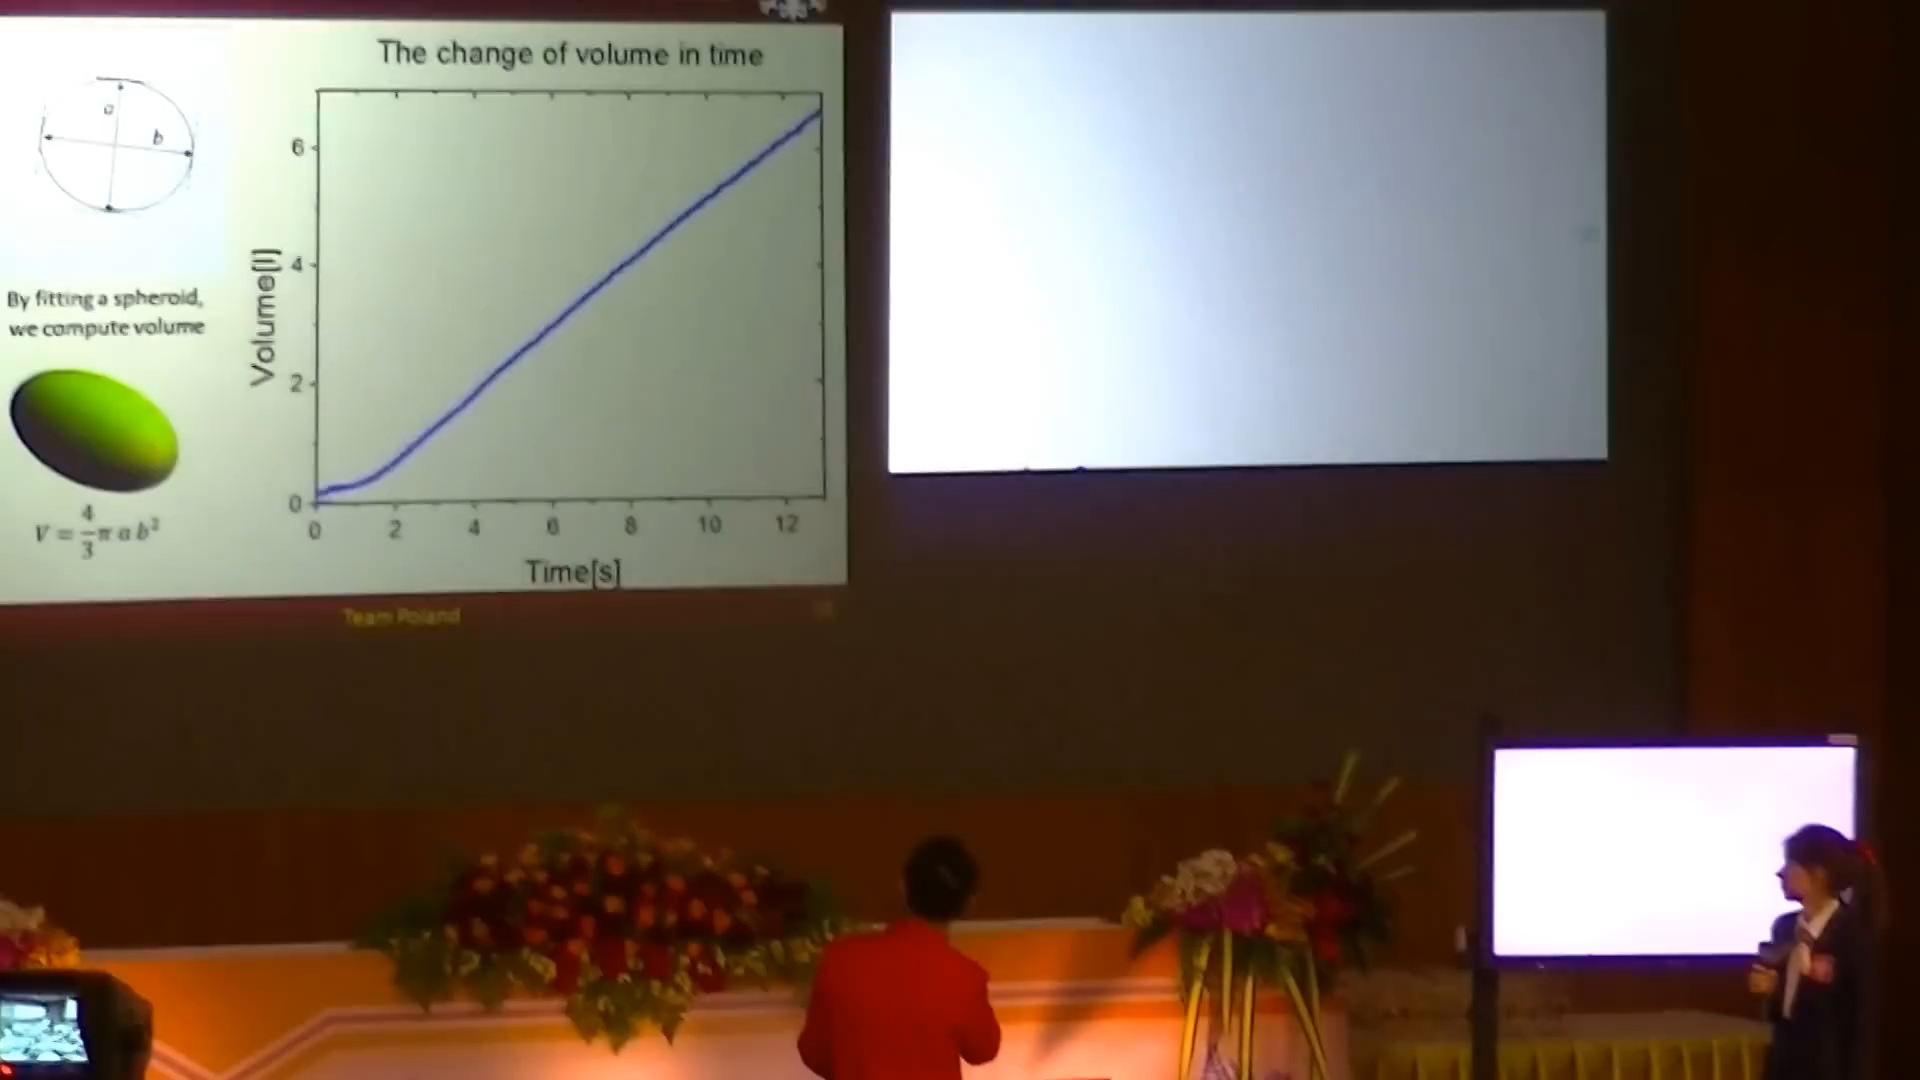 The change of volume in time
a
b
By fitting a spheroid,
we compute volume
V = 4/3 π a b²
Volume[l]
6
4
2
0
0 2 4 6 8 10 12
Time[s]
Team Poland